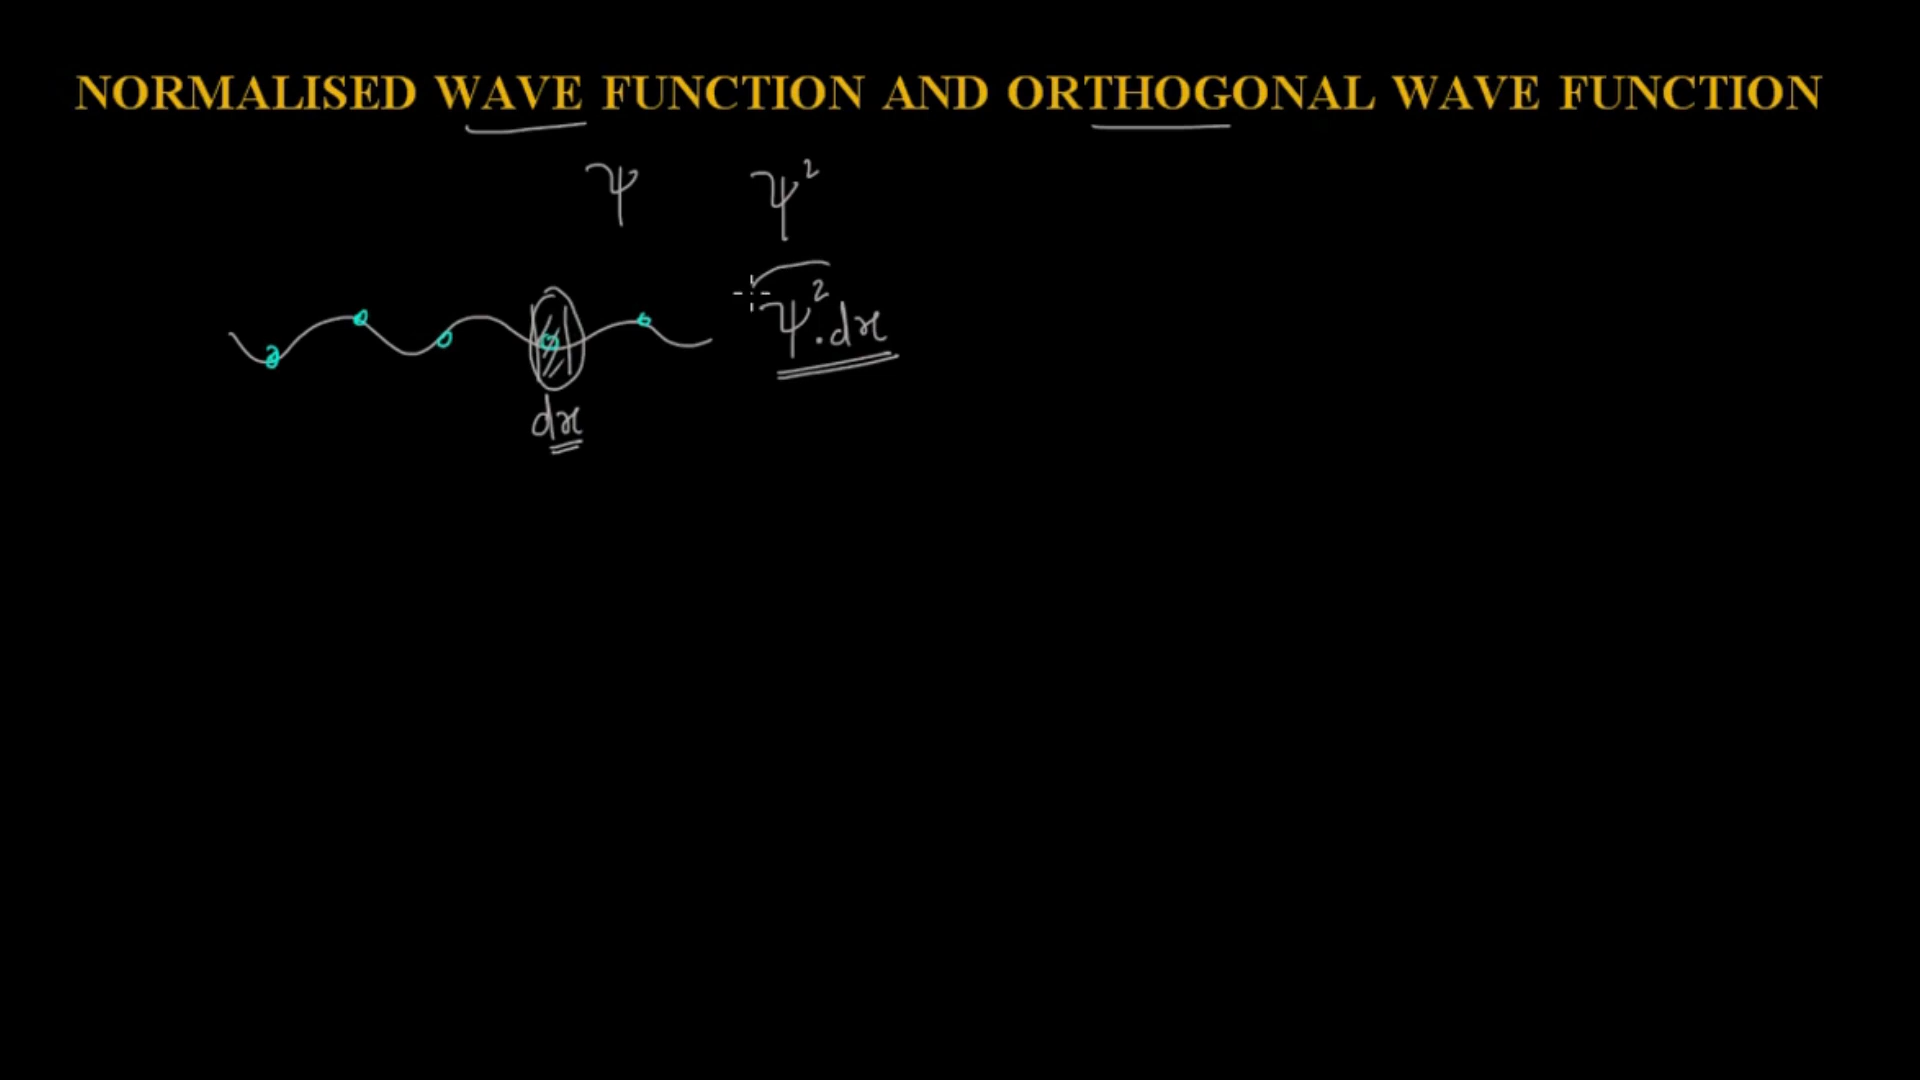 NORMALISED WAVE FUNCTION AND ORTHOGONAL WAVE FUNCTION
ψ ψ²
ψ².dx
dx